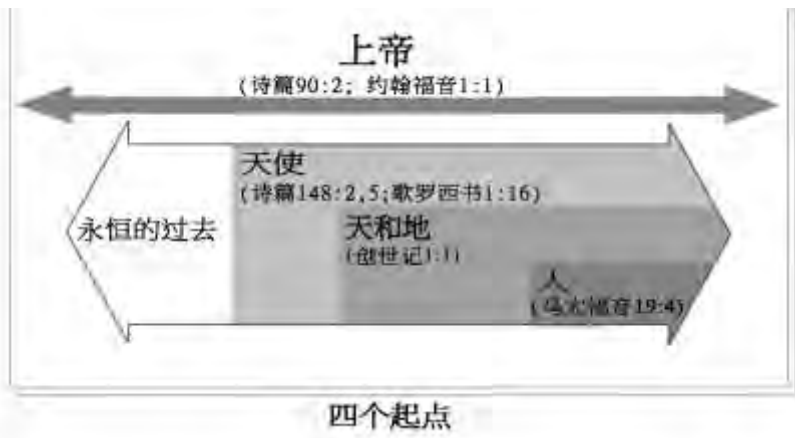 上帝
(诗篇90:2; 约翰福音1:1)
天使
(诗篇148:2,5;歌罗西书1:16)
永恒的过去
天和地
(创世记1:1)
人
(马太福音19:4)
四个起点